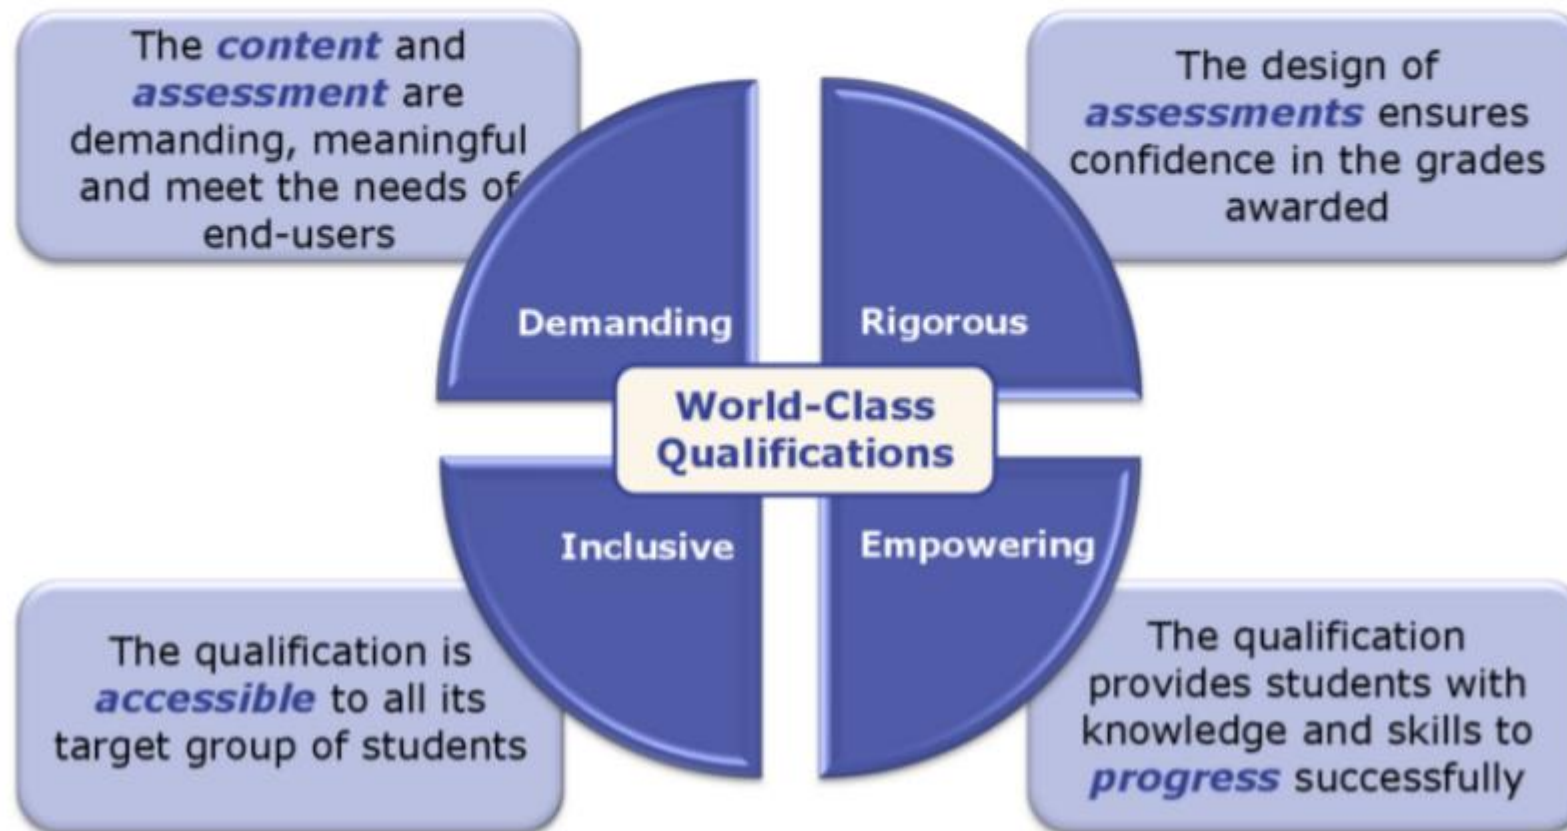 The content and
assessment are
demanding, meaningful
and meet the needs of
end-users
The design of
assessments ensures
confidence in the grades
awarded
Demanding
Rigorous
World-Class
Qualifications
Inclusive
Empowering
The qualification is
accessible to all its
target group of students
The qualification
provides students with
knowledge and skills to
progress successfully